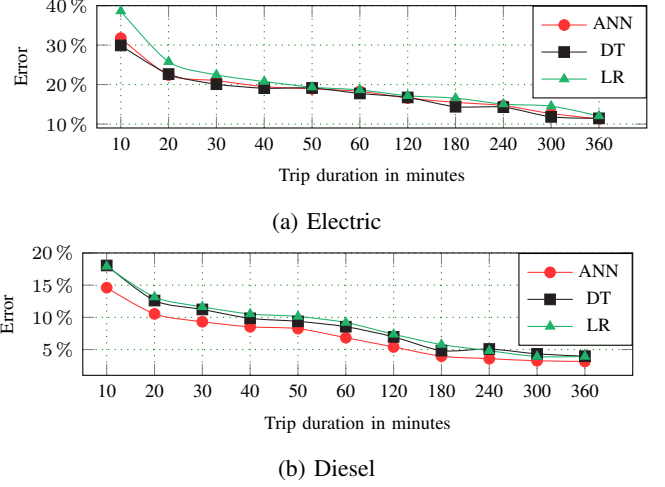 40 %
30 %
20 %
10 %
Error
ANN
DT
LR
10 20 30 40 50 60 120 180 240 300 360
Trip duration in minutes
(a) Electric
20 %
15 %
10 %
5 %
Error
ANN
DT
LR
10 20 30 40 50 60 120 180 240 300 360
Trip duration in minutes
(b) Diesel